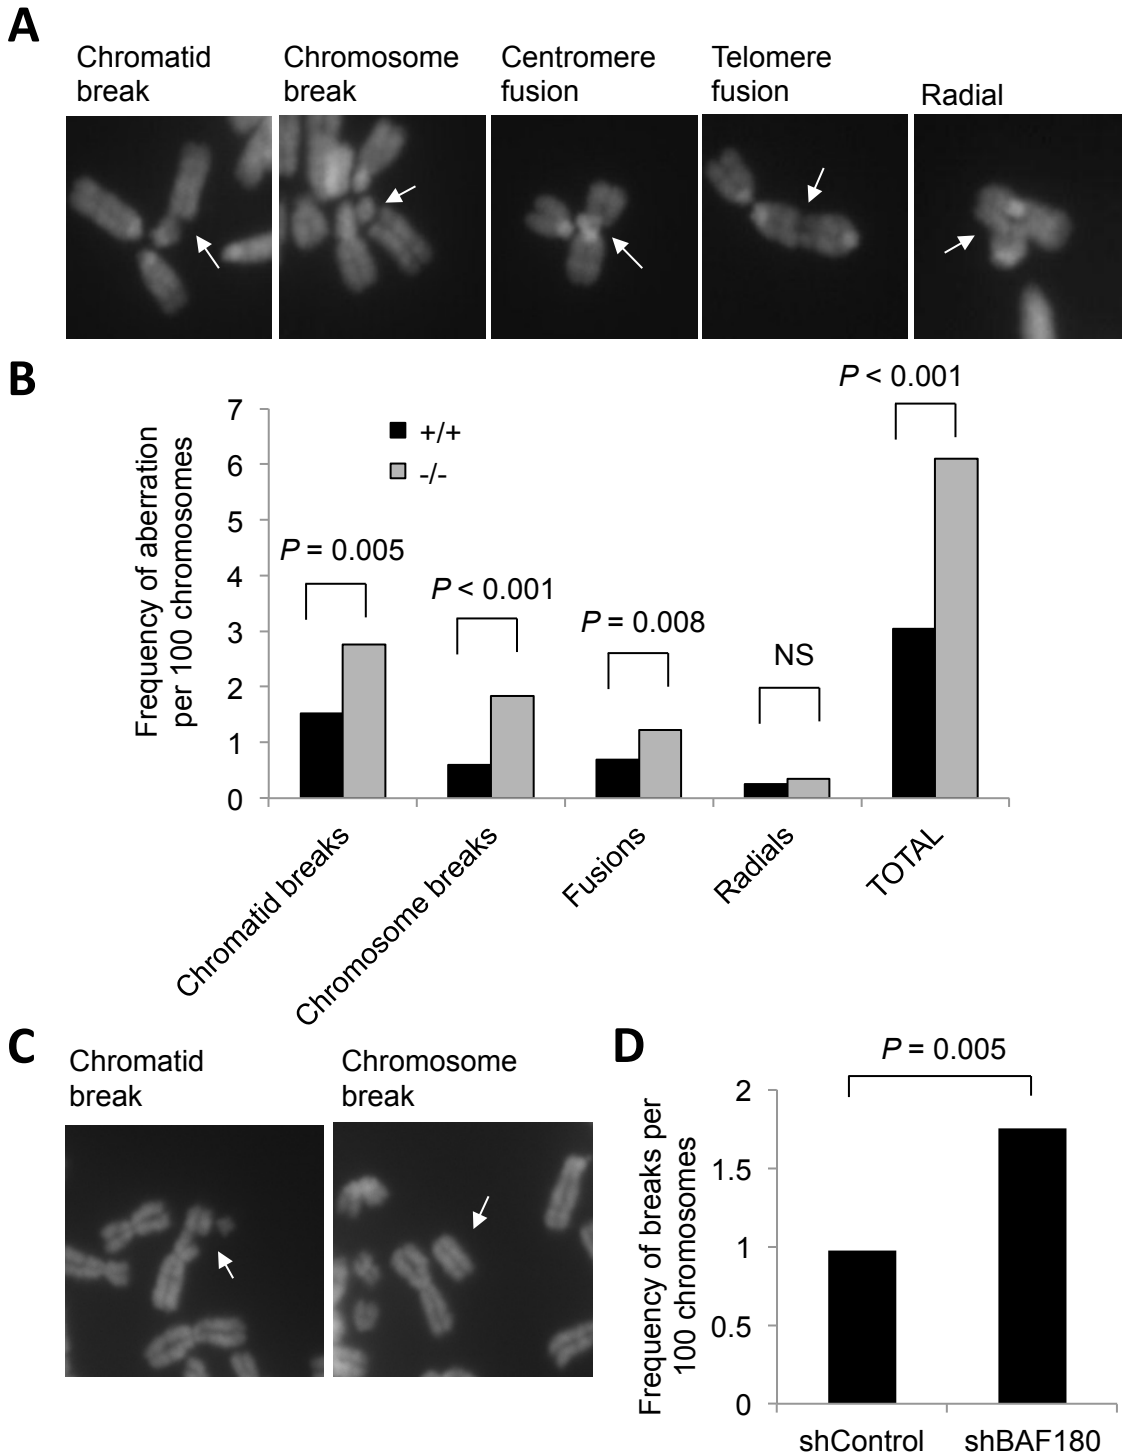 A
Chromatid
break
Chromosome
break
Centromere
fusion
Telomere
fusion
Radial
B
Frequency of aberration
per 100 chromosomes
7
6
5
4
3
2
1
0
+/+
-/-
P = 0.005
P < 0.001
P = 0.008
NS
P < 0.001
Chromatid breaks
Chromosome breaks
Fusions
Radials
TOTAL
C
Chromatid
break
Chromosome
break
D
P = 0.005
Frequency of breaks per
100 chromosomes
2
1.5
1
0.5
0
shControl
shBAF180